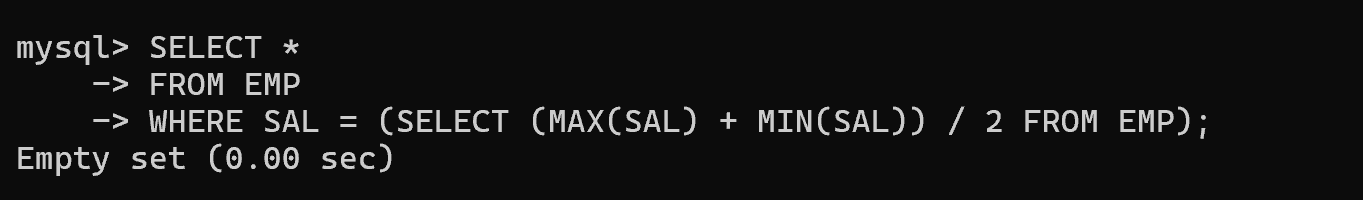 mysql> SELECT *
    -> FROM EMP
    -> WHERE SAL = (SELECT (MAX(SAL) + MIN(SAL)) / 2 FROM EMP);
Empty set (0.00 sec)